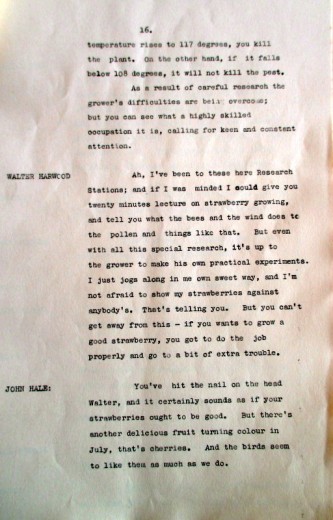 16.
temperature rises to 117 degrees, you kill
the plant. On the other hand, if it falls
below 108 degrees, it will not kill the pest.
As a result of careful research the
grower's difficulties are being overcome;
but you can see what a highly skilled
occupation it is, calling for keen and constant
attention.
WALTER HARWOOD Ah, I've been to these here Research
Stations; and if I was minded I could give you
twenty minutes lecture on strawberry growing,
and tell you what the bees and the wind does to
the pollen and things like that. But even
with all this special research, it's up to
the grower to make his own practical experiments.
I just jogs along in me own sweet way, and I'm
not afraid to show my strawberries against
anybody's. That's telling you. But you can't
get away from this - if you wants to grow a
good strawberry, you got to do the job
properly and go to a bit of extra trouble.
JOHN HALE: You've hit the nail on the head
Walter, and it certainly sounds as if your
strawberries ought to be good. But there's
another delicious fruit turning colour in
July, that's cherries. And the birds seem
to like them as much as we do.